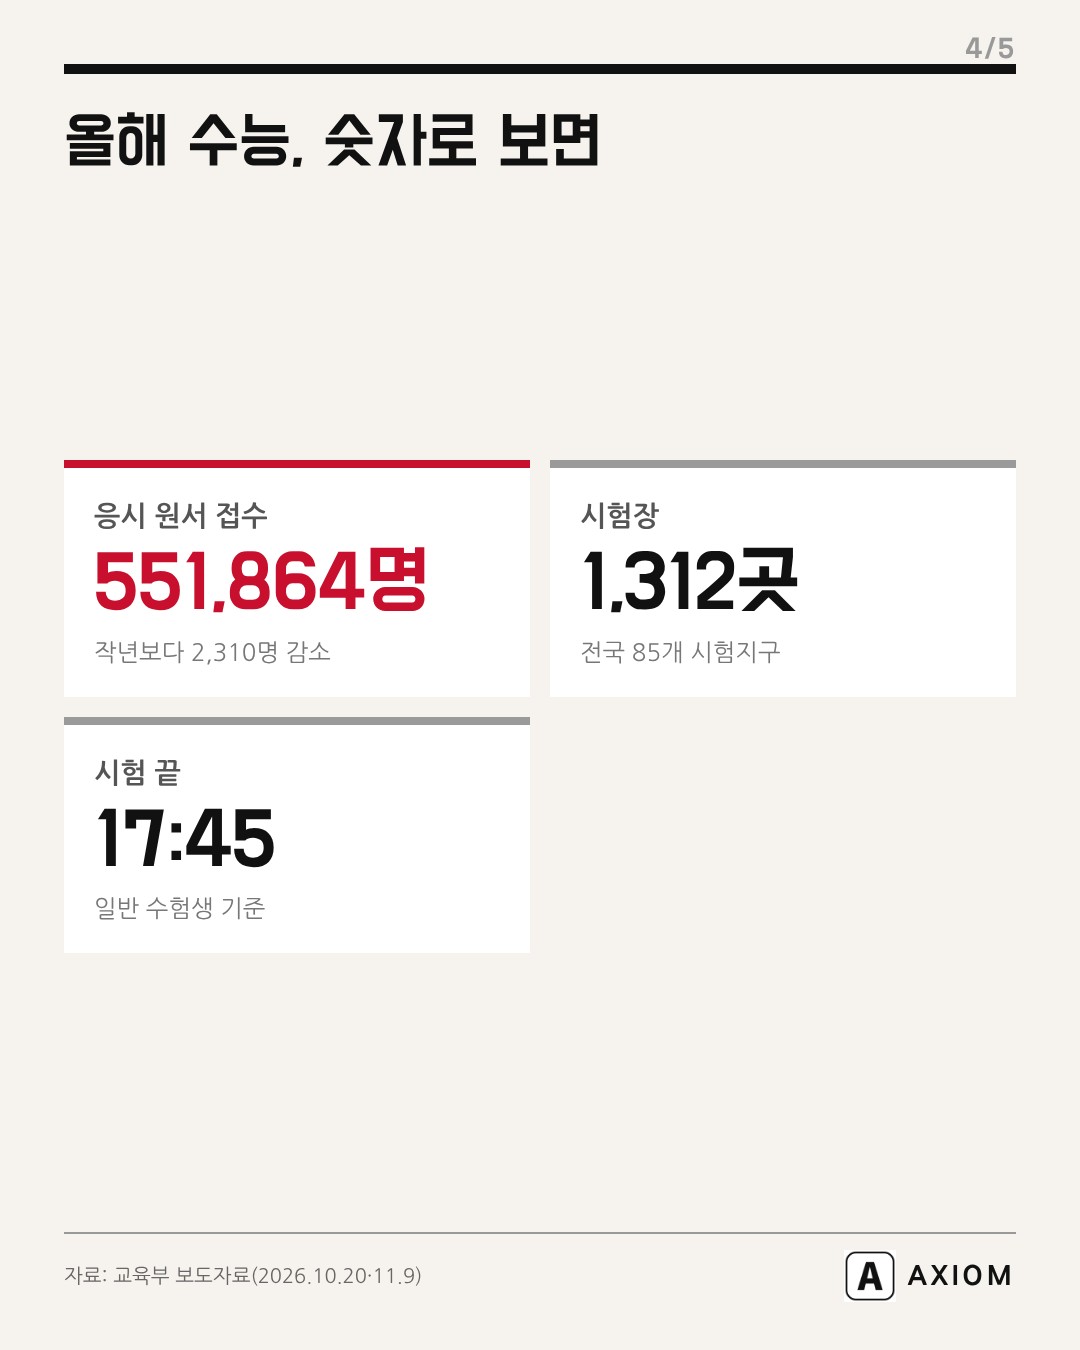 4/5
올해 수능, 숫자로 보면
응시 원서 접수
551,864명
작년보다 2,310명 감소
시험장
1,312곳
전국 85개 시험지구
시험 끝
17:45
일반 수험생 기준
자료: 교육부 보도자료(2026.10.20·11.9)
A AXIOM